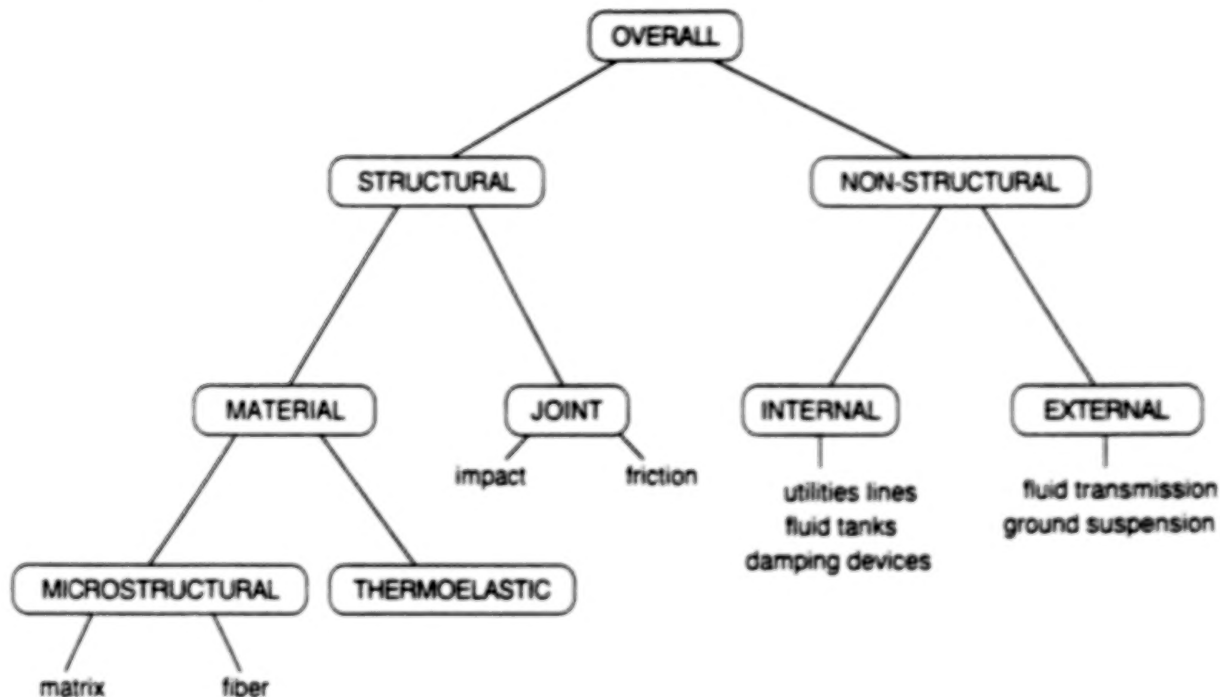 OVERALL
STRUCTURAL
NON-STRUCTURAL
MATERIAL
JOINT
INTERNAL
EXTERNAL
impact
friction
utilities lines
fluid tanks
damping devices
fluid transmission
ground suspension
MICROSTRUCTURAL
THERMOELASTIC
matrix
fiber